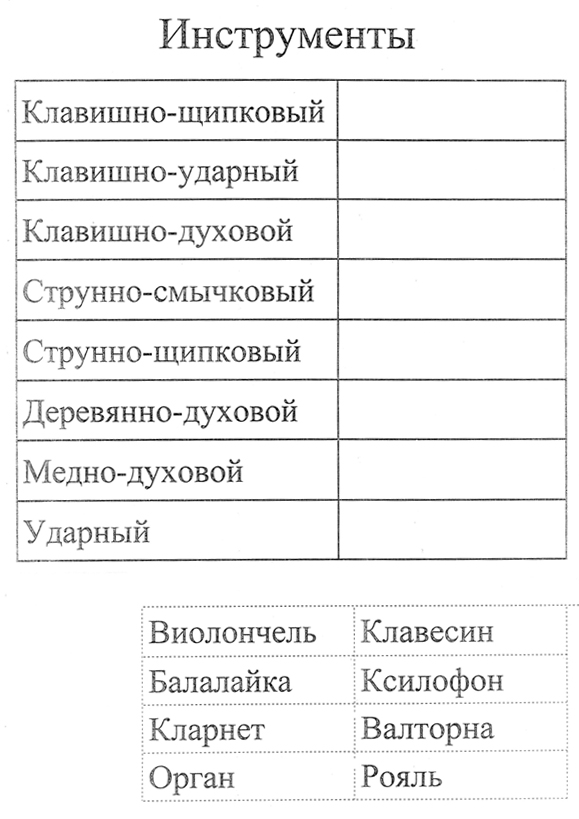 Инструменты
Клавишно-щипковый
Клавишно-ударный
Клавишно-духовой
Струнно-смычковый
Струнно-щипковый
Деревянно-духовой
Медно-духовой
Ударный
Виолончель Клавесин
Балалайка Ксилофон
Кларнет Валторна
Орган Рояль